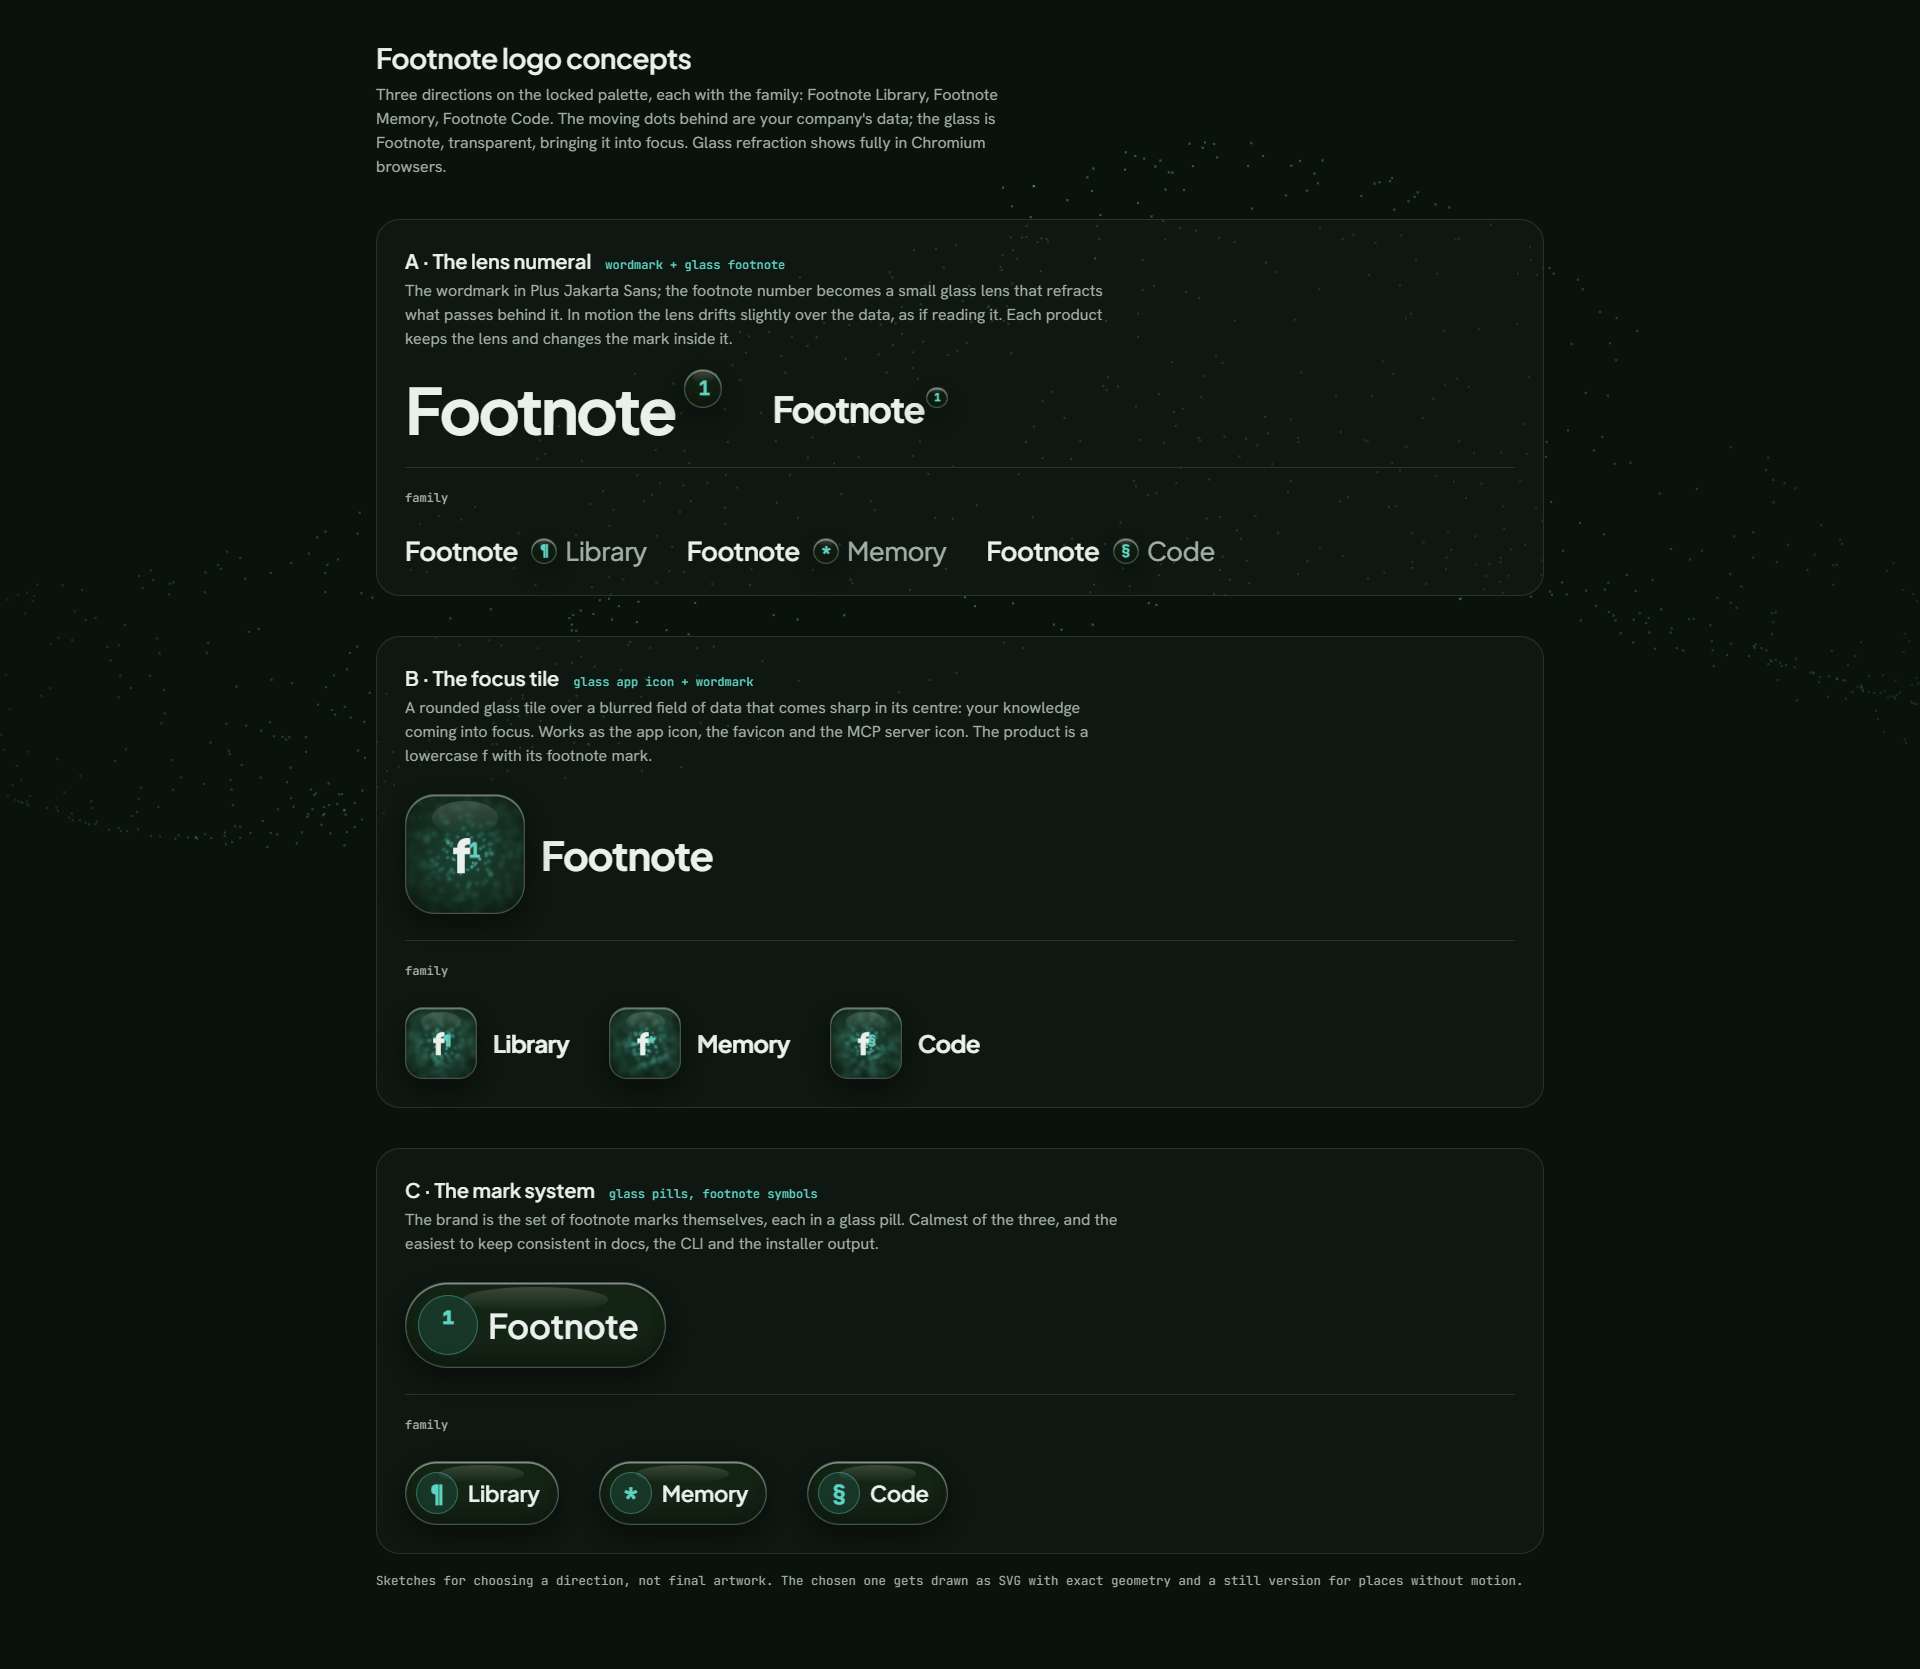 Footnote logo concepts
Three directions on the locked palette, each with the family: Footnote Library, Footnote
Memory, Footnote Code. The moving dots behind are your company's data; the glass is
Footnote, transparent, bringing it into focus. Glass refraction shows fully in Chromium
browsers.
A · The lens numeral wordmark + glass footnote
The wordmark in Plus Jakarta Sans; the footnote number becomes a small glass lens that refracts
what passes behind it. In motion the lens drifts slightly over the data, as if reading it. Each product
keeps the lens and changes the mark inside it.
Footnote 1 Footnote 1
family
Footnote ¶ Library Footnote * Memory Footnote § Code
B · The focus tile glass app icon + wordmark
A rounded glass tile over a blurred field of data that comes sharp in its centre: your knowledge
coming into focus. Works as the app icon, the favicon and the MCP server icon. The product is a
lowercase f with its footnote mark.
f1 Footnote
family
f¶ Library f* Memory f§ Code
C · The mark system glass pills, footnote symbols
The brand is the set of footnote marks themselves, each in a glass pill. Calmest of the three, and the
easiest to keep consistent in docs, the CLI and the installer output.
1 Footnote
family
¶ Library * Memory § Code
Sketches for choosing a direction, not final artwork. The chosen one gets drawn as SVG with exact geometry and a still version for places without motion.